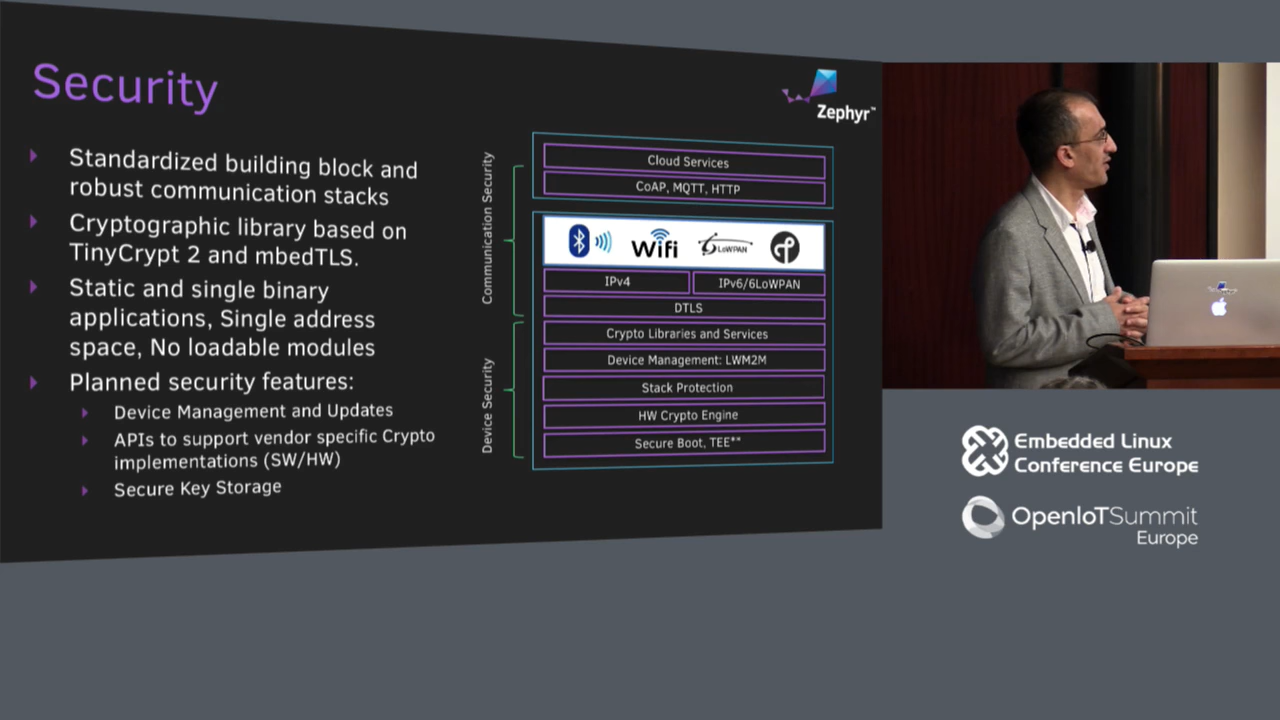 Security
Zephyr™
Standardized building block and
robust communication stacks
Cryptographic library based on
TinyCrypt 2 and mbedTLS.
Static and single binary
applications, Single address
space, No loadable modules
Planned security features:
Device Management and Updates
APIs to support vendor specific Crypto
implementations (SW/HW)
Secure Key Storage
Communication Security
Device Security
Cloud Services
CoAP, MQTT, HTTP
WiFi
6LoWPAN
IPv4
IPv6/6LoWPAN
DTLS
Crypto Libraries and Services
Device Management: LWM2M
Stack Protection
HW Crypto Engine
Secure Boot, TEE**
Embedded Linux
Conference Europe
OpenIoTSummit
Europe